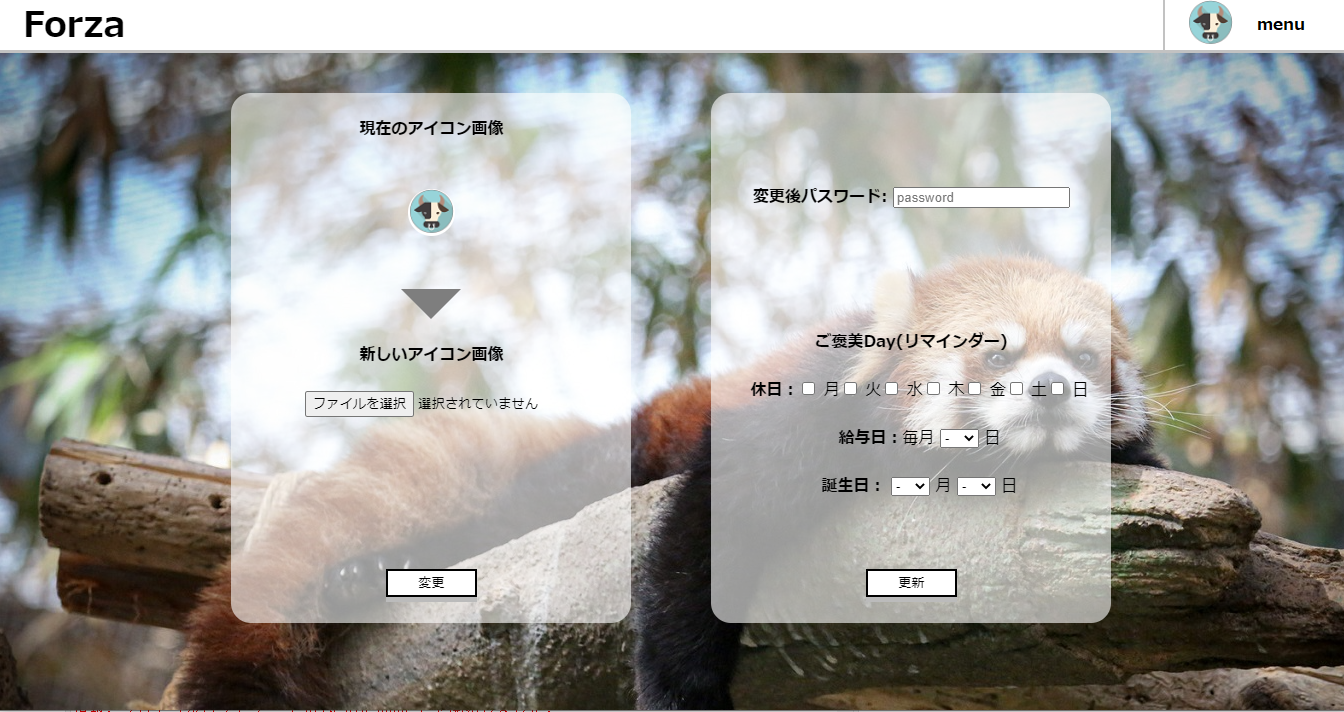 Forza
menu
現在のアイコン画像
新しいアイコン画像
ファイルを選択 選択されていません
変更
変更後パスワード: password
ご褒美Day(リマインダー)
休日： 月 火 水 木 金 土 日
給与日：毎月 - 日
誕生日： - 月 - 日
更新